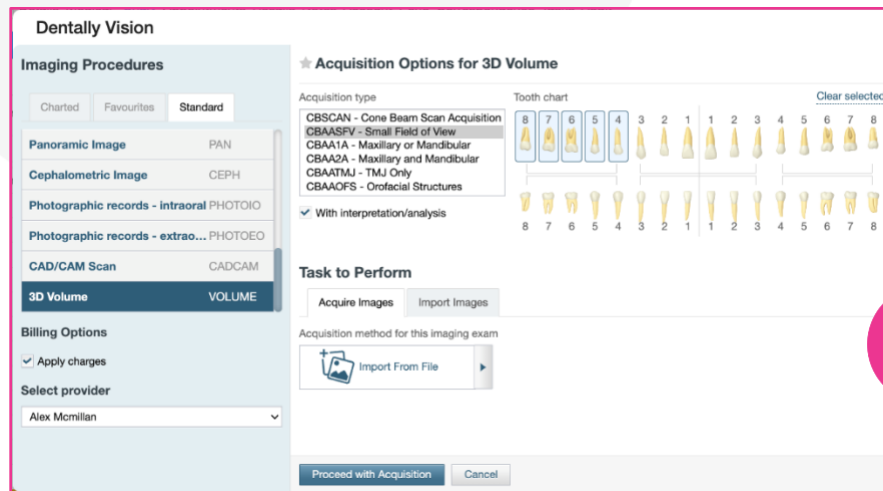 Dentally Vision
Imaging Procedures
Charted Favourites Standard
Panoramic Image PAN
Cephalometric Image CEPH
Photographic records - intraoral PHOTOIO
Photographic records - extrao... PHOTOEO
CAD/CAM Scan CADCAM
3D Volume VOLUME
Billing Options
Apply charges
Select provider
Alex Mcmillan
Acquisition Options for 3D Volume
Acquisition type
CBSCAN - Cone Beam Scan Acquisition
CBAASFV - Small Field of View
CBAA1A - Maxillary or Mandibular
CBAA2A - Maxillary and Mandibular
CBAATMJ - TMJ Only
CBAAOFS - Orofacial Structures
With interpretation/analysis
Tooth chart Clear selected
8 7 6 5 4 3 2 1 1 2 3 4 5 6 7 8
8 7 6 5 4 3 2 1 1 2 3 4 5 6 7 8
Task to Perform
Acquire Images Import Images
Acquisition method for this imaging exam
Import From File
Proceed with Acquisition Cancel